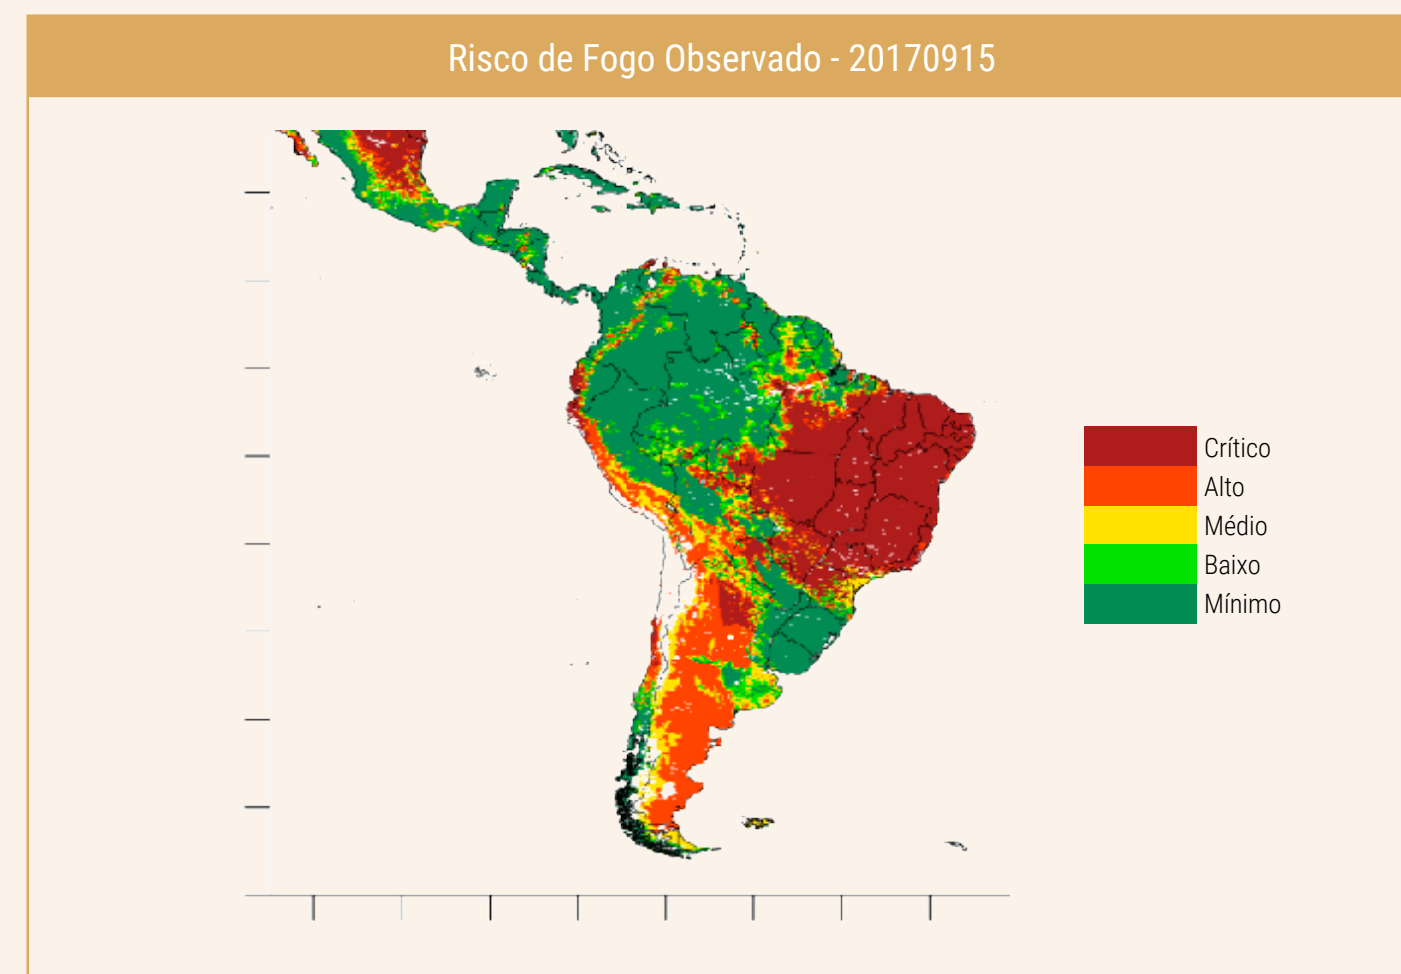 Risco de Fogo Observado - 20170915
Crítico
Alto
Médio
Baixo
Mínimo